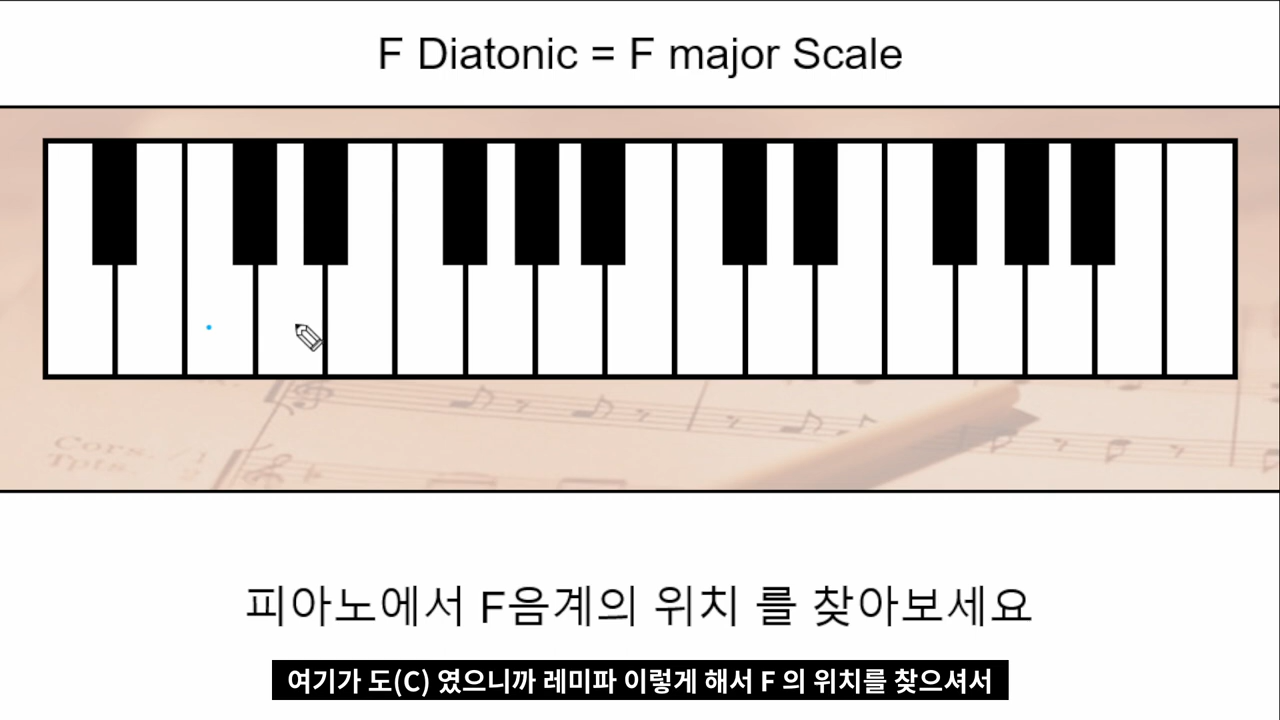 F Diatonic = F major Scale
Cors.
Tpts.
피아노에서 F음계의 위치 를 찾아보세요
여기가 도(C) 였으니까 레미파 이렇게 해서 F 의 위치를 찾으셔서